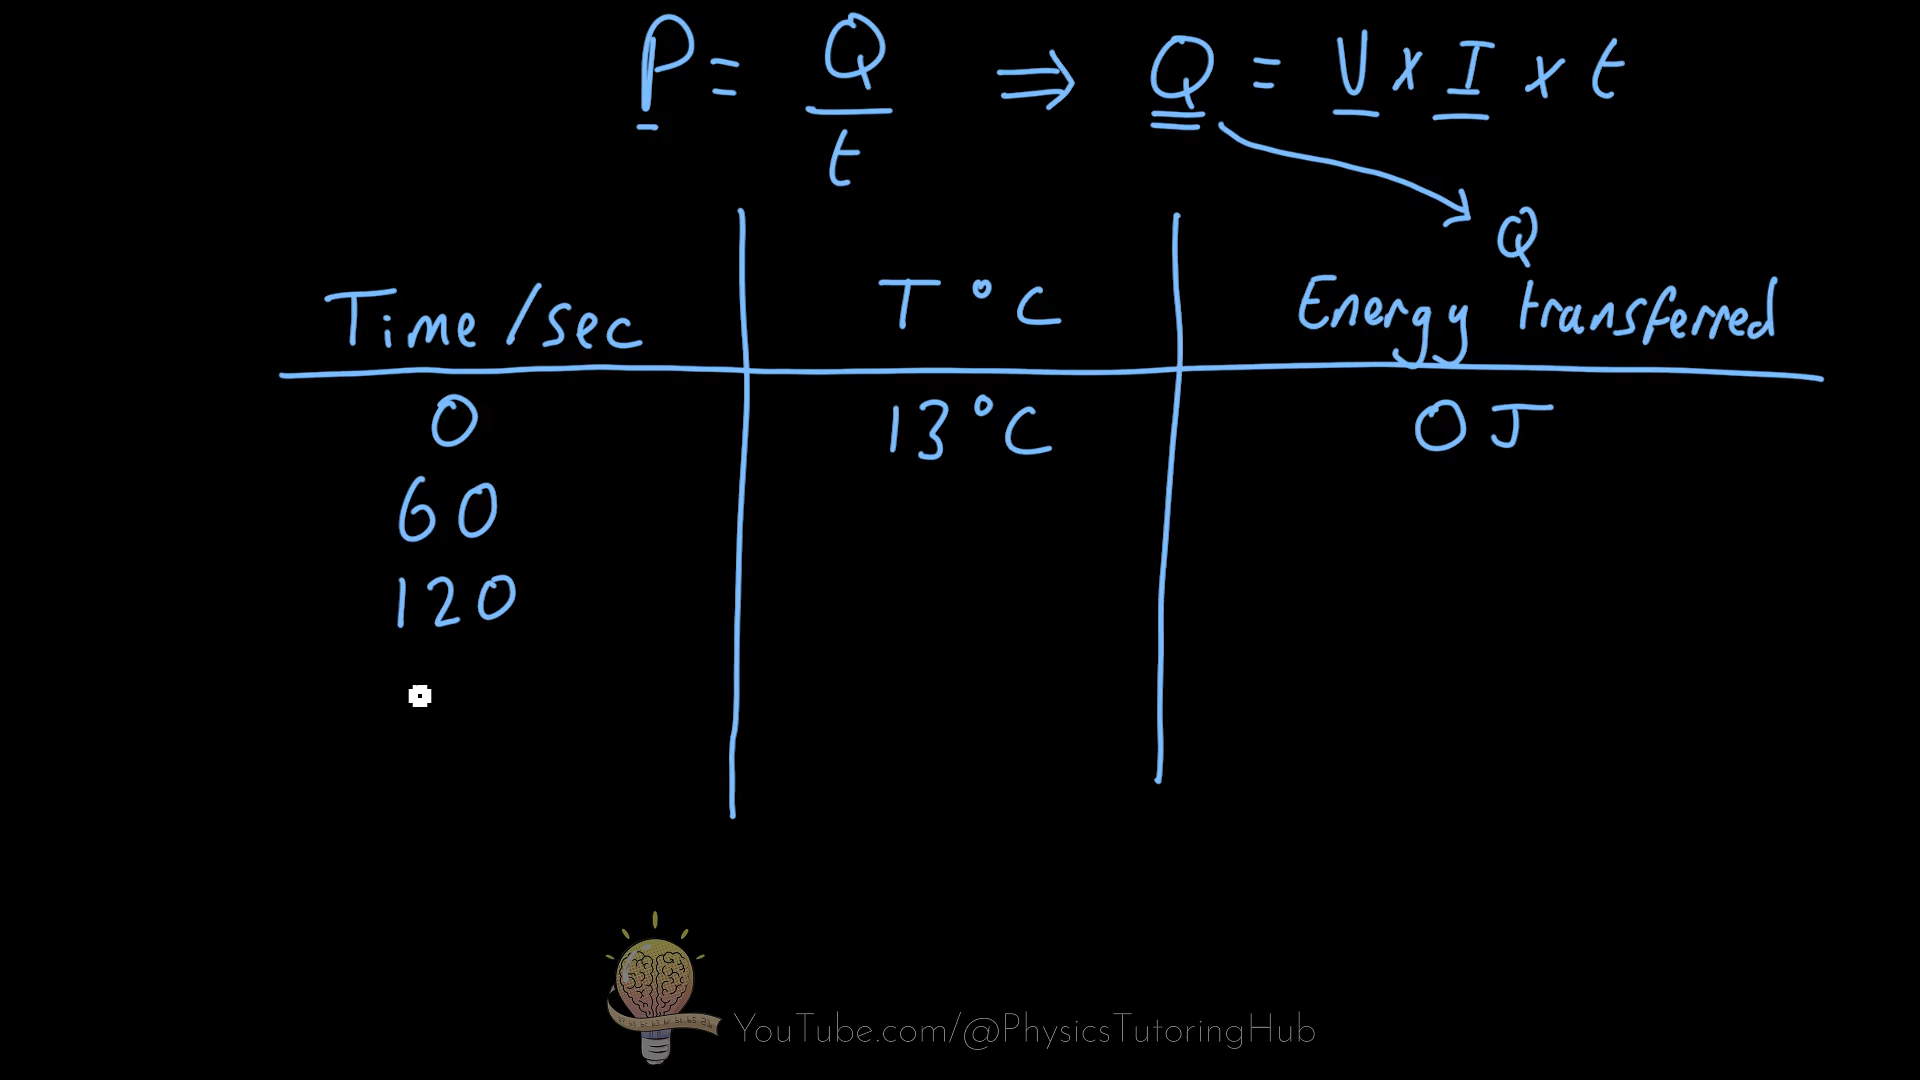 P = Q / t ⇒ Q = V x I x t
Q
Time /sec T °C Energy transferred
0 13 °C 0 J
60
120
YouTube.com/@PhysicsTutoringHub